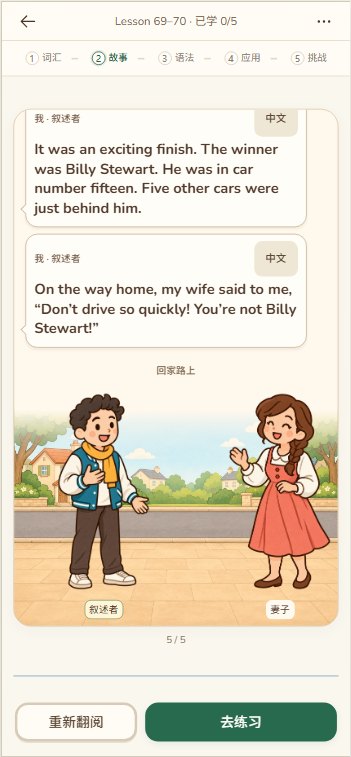 Lesson 69–70 · 已学 0/5
1 词汇 – 2 故事 – 3 语法 – 4 应用 – 5 挑战
我 · 叙述者 中文
It was an exciting finish. The winner
was Billy Stewart. He was in car
number fifteen. Five other cars were
just behind him.
我 · 叙述者 中文
On the way home, my wife said to me,
“Don’t drive so quickly! You’re not Billy
Stewart!”
回家路上
叙述者 妻子
5 / 5
重新翻阅 去练习